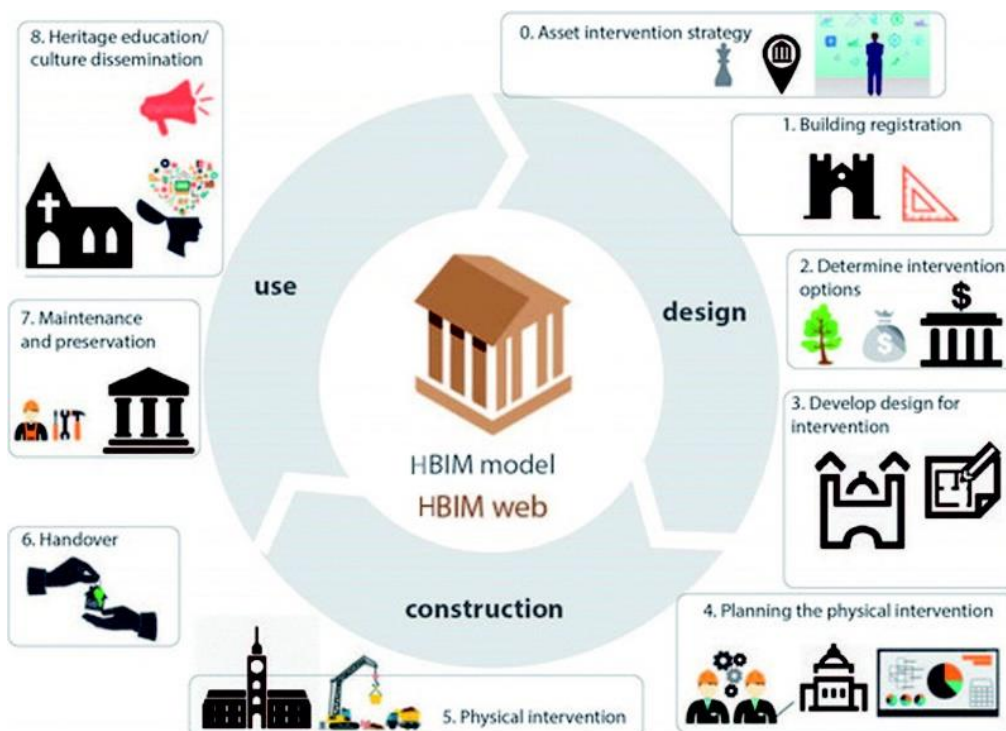 0. Asset intervention strategy
1. Building registration
2. Determine intervention
options
3. Develop design for
intervention
4. Planning the physical intervention
5. Physical intervention
6. Handover
7. Maintenance
and preservation
8. Heritage education/
culture dissemination
use
design
construction
HBIM model
HBIM web
$
$